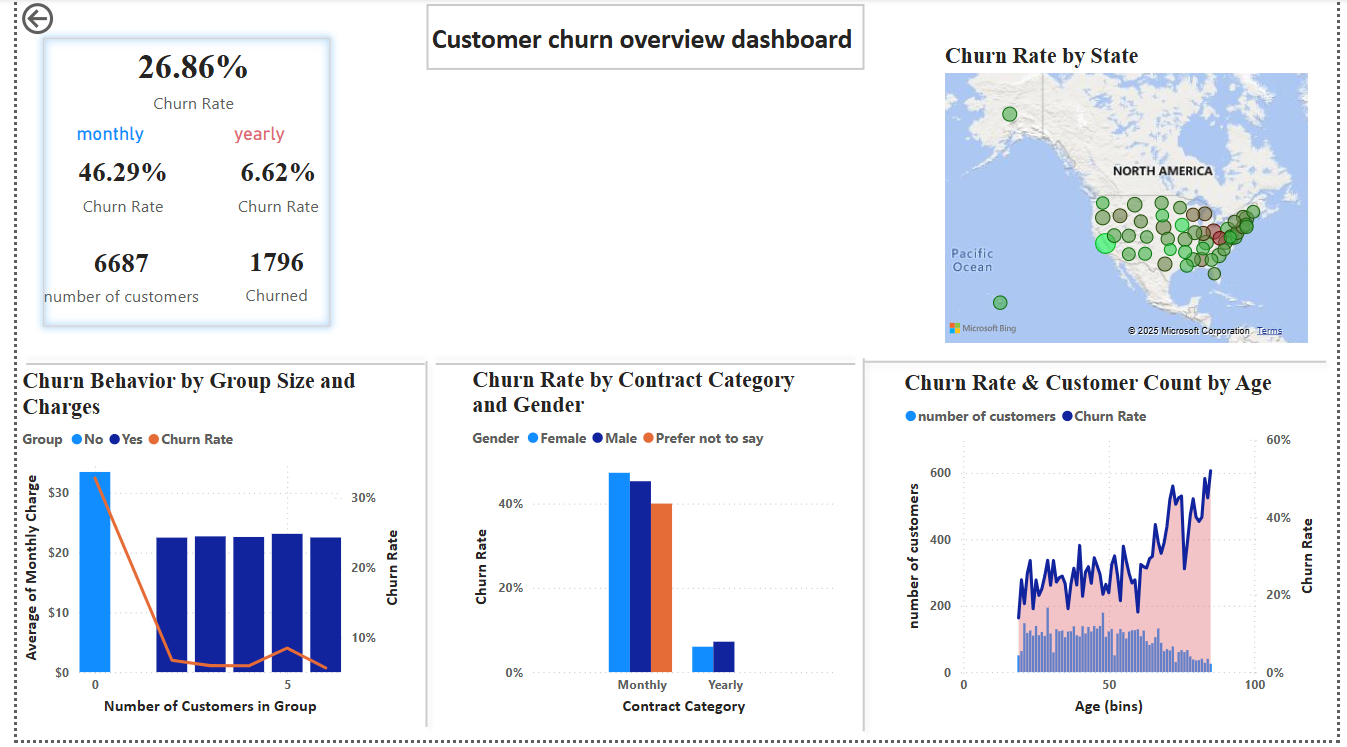 Customer churn overview dashboard
26.86%
Churn Rate
monthly
yearly
46.29%
6.62%
Churn Rate
Churn Rate
6687
1796
number of customers
Churned
Churn Rate by State
NORTH AMERICA
Pacific
Ocean
Microsoft Bing
© 2025 Microsoft Corporation Terms
Churn Behavior by Group Size and
Charges
Group No Yes Churn Rate
Average of Monthly Charge
$30
$20
$10
$0
30%
20%
10%
Churn Rate
0
5
Number of Customers in Group
Churn Rate by Contract Category
and Gender
Gender Female Male Prefer not to say
Churn Rate
40%
20%
0%
Monthly
Yearly
Contract Category
Churn Rate & Customer Count by Age
number of customers Churn Rate
number of customers
600
400
200
0
60%
40%
20%
0%
Churn Rate
0
50
100
Age (bins)